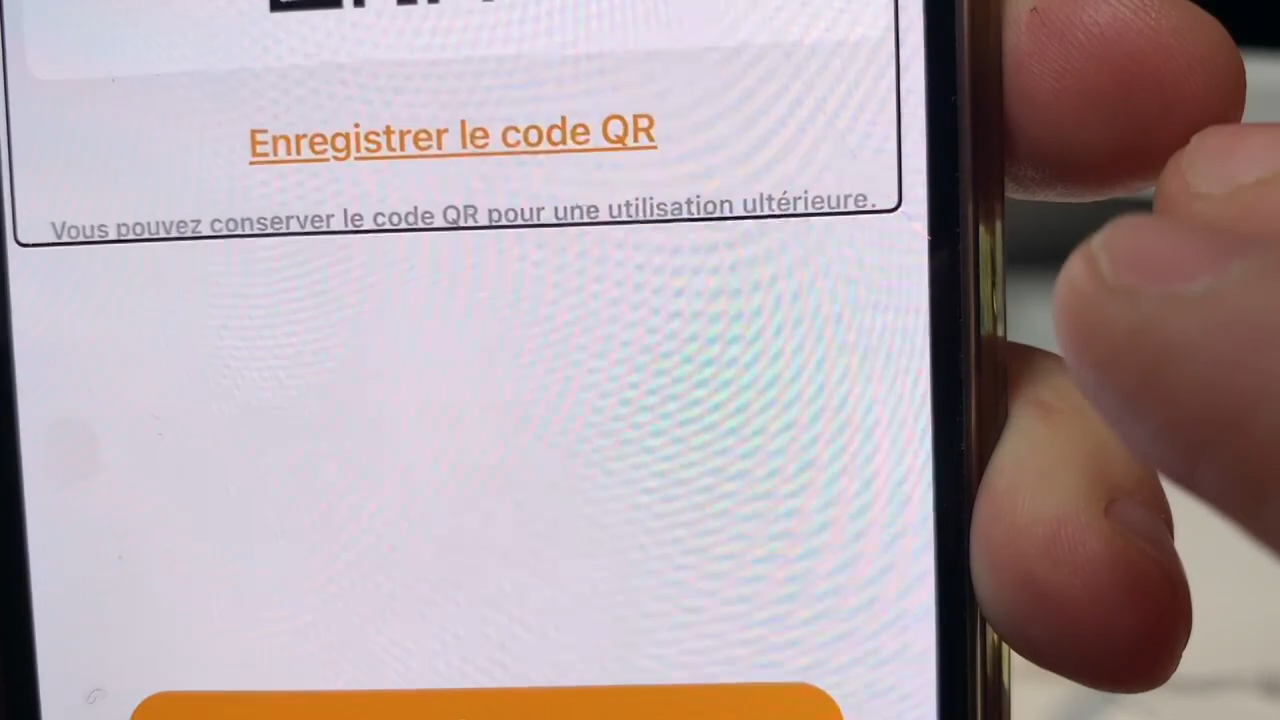 Enregistrer le code QR
Vous pouvez conserver le code QR pour une utilisation ultérieure.